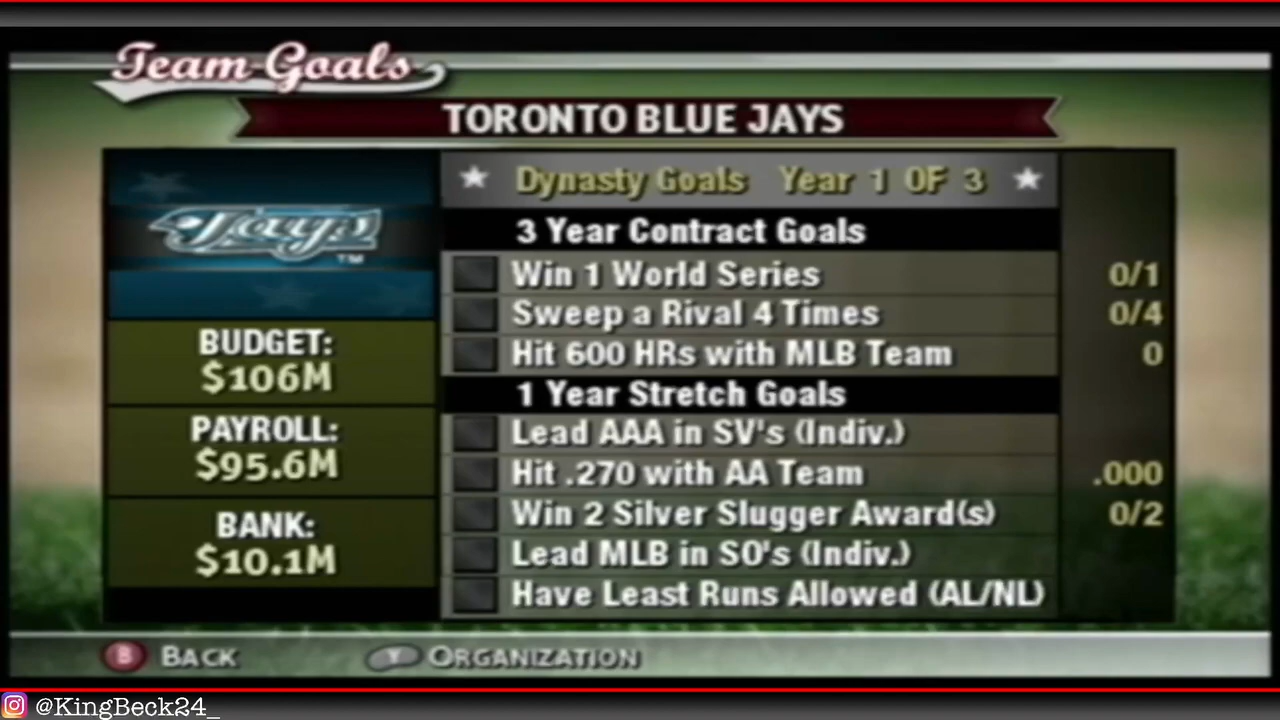 Team Goals
TORONTO BLUE JAYS
Jays
TM
BUDGET:
$106M
PAYROLL:
$95.6M
BANK:
$10.1M
Dynasty Goals Year 1 OF 3
3 Year Contract Goals
Win 1 World Series 0/1
Sweep a Rival 4 Times 0/4
Hit 600 HRs with MLB Team 0
1 Year Stretch Goals
Lead AAA in SV's (Indiv.)
Hit .270 with AA Team .000
Win 2 Silver Slugger Award(s) 0/2
Lead MLB in SO's (Indiv.)
Have Least Runs Allowed (AL/NL)
B BACK Y ORGANIZATION
@KingBeck24_